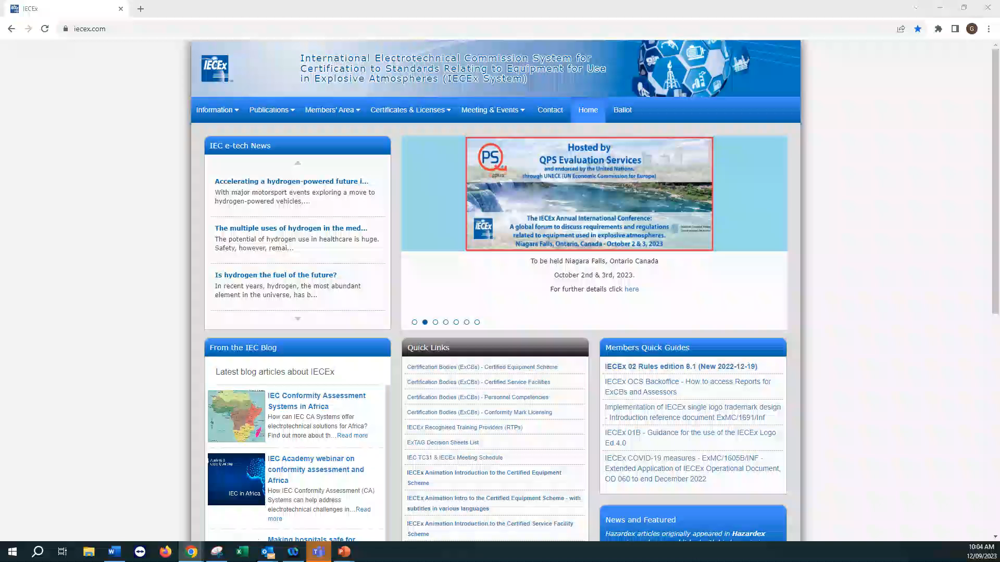 IECEx
iecex.com
G
IECEx
International Electrotechnical Commission System for
Certification to Standards Relating to Equipment for Use
in Explosive Atmospheres (IECEx System)
Information
Publications
Members' Area
Certificates & Licenses
Meeting & Events
Contact
Home
Ballot
IEC e-tech News
Accelerating a hydrogen-powered future i...
With major motorsport events exploring a move to
hydrogen-powered vehicles,...
The multiple uses of hydrogen in the med...
The potential of hydrogen use in healthcare is huge.
Safety, however, remai...
Is hydrogen the fuel of the future?
In recent years, hydrogen, the most abundant
element in the universe, has b...
PS
Hosted by
QPS Evaluation Services
and endorsed by the United Nations.
through UNECE (UN Economic Commission for Europe)
IECEx
The IECEx Annual International Conference:
A global forum to discuss requirements and regulations
related to equipment used in explosive atmospheres.
Niagara Falls, Ontario, Canada - October 2 & 3, 2023
To be held Niagara Falls, Ontario Canada
October 2nd & 3rd, 2023.
For further details click here
From the IEC Blog
Latest blog articles about IECEx
IEC Conformity Assessment
Systems in Africa
How can IEC CA Systems offer
electrotechnical solutions for Africa?
Find out more about th...Read more
Academy &
Capacity Building
IEC in Africa
IEC Academy webinar on
conformity assessment and
Africa
How IEC Conformity Assessment (CA)
Systems can help address
electrotechnical challenges in...Read
more
Making hospitals safe for
Quick Links
Certification Bodies (ExCBs) - Certified Equipment Scheme
Certification Bodies (ExCBs) - Certified Service Facilities
Certification Bodies (ExCBs) - Personnel Competencies
Certification Bodies (ExCBs) - Conformity Mark Licensing
IECEx Recognised Training Providers (RTPs)
ExTAG Decision Sheets List
IEC TC31 & IECEx Meeting Schedule
IECEx Animation Introduction to the Certified Equipment
Scheme
IECEx Animation Intro to the Certified Equipment Scheme - with
subtitles in various languages
IECEx Animation Introduction to the Certified Service Facility
Scheme
Members Quick Guides
IECEx 02 Rules edition 8.1 (New 2022-12-19)
IECEx OCS Backoffice - How to access Reports for
ExCBs and Assessors
Implementation of IECEx single logo trademark design
- Introduction reference document ExMC/1691/Inf
IECEx 01B - Guidance for the use of the IECEx Logo
Ed.4.0
IECEx COVID-19 measures - ExMC/1605B/INF -
Extended Application of IECEx Operational Document,
OD 060 to end December 2022
News and Featured
Hazardex articles originally appeared in Hazardex
10:04 AM
12/09/2023